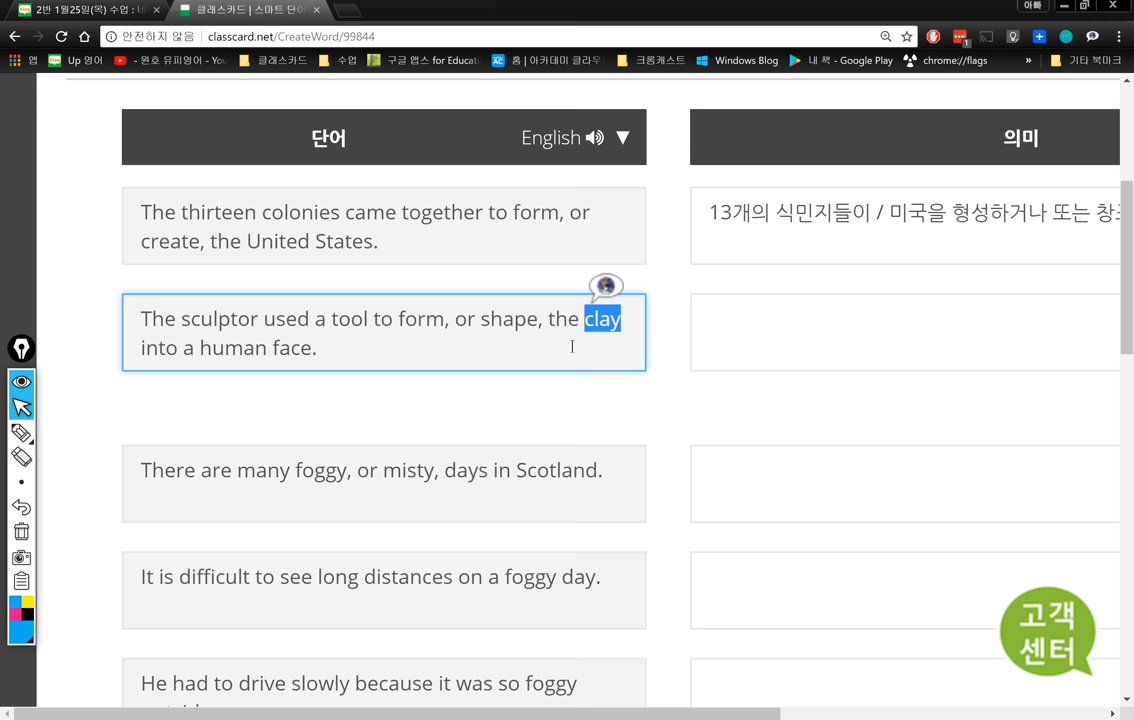 2반 1월25일(목) 수업 : 네
클래스카드 | 스마트 단어
아빠
안전하지 않음
classcard.net/CreateWord/99844
앱
Up 영어
- 원호 유피영어 - You
클래스카드
수업
구글 앱스 for Educati
홈 | 아카데미 클라우드
크롬캐스트
Windows Blog
내 책 - Google Play
chrome://flags
»
기타 북마크
단어
English
의미
The thirteen colonies came together to form, or
create, the United States.
13개의 식민지들이 / 미국을 형성하거나 또는 창조
The sculptor used a tool to form, or shape, the clay
into a human face.
There are many foggy, or misty, days in Scotland.
It is difficult to see long distances on a foggy day.
He had to drive slowly because it was so foggy
고객
센터